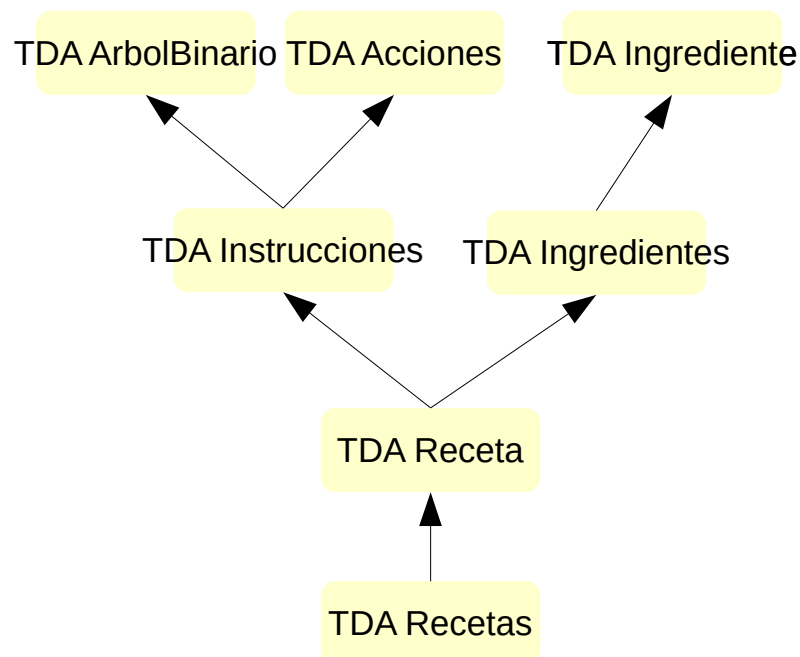 TDA ArbolBinario
TDA Acciones
TDA Ingrediente
TDA Instrucciones
TDA Ingredientes
TDA Receta
TDA Recetas